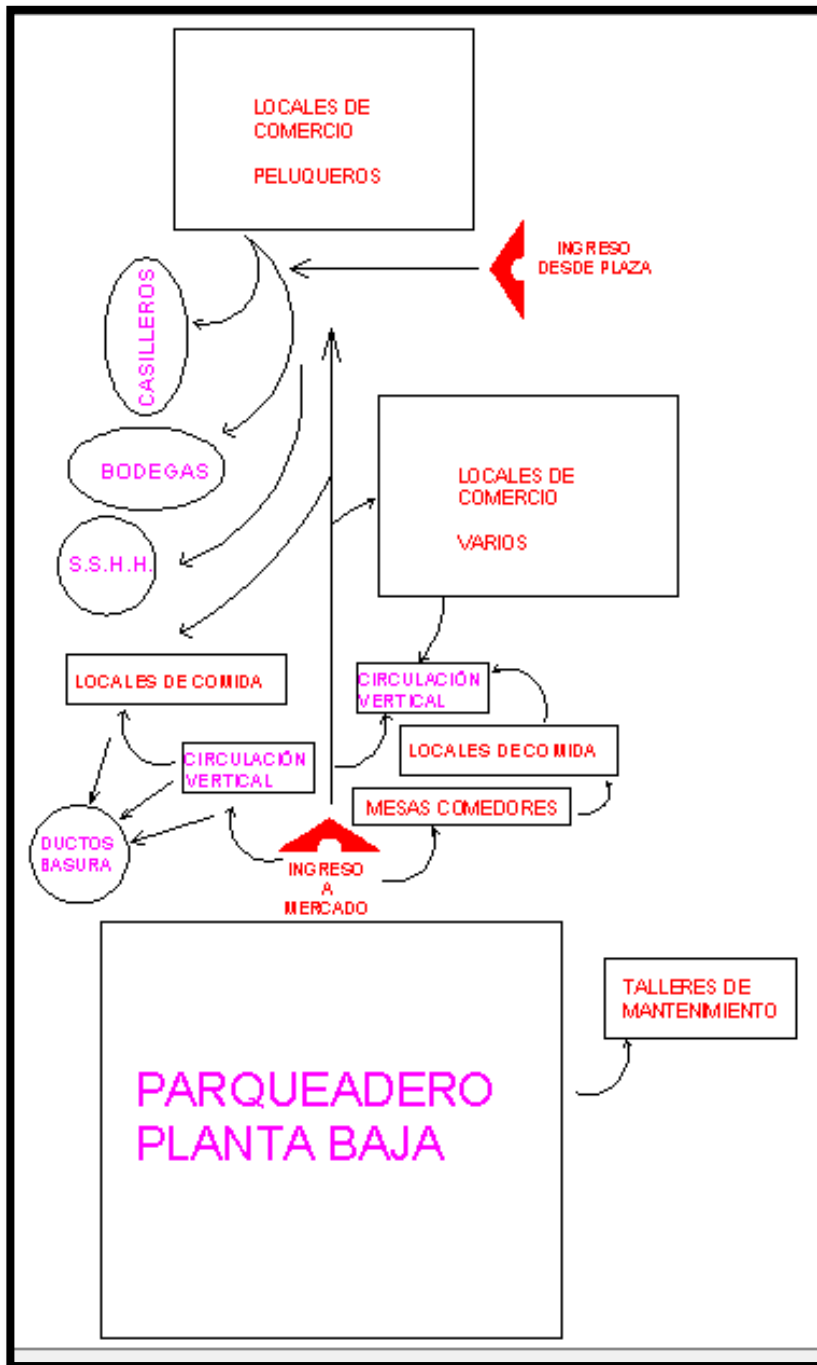 LOCALES DE
COMERCIO
PELUQUEROS
INGRESO
DESDE PLAZA
CASILLEROS
BODEGAS
LOCALES DE
COMERCIO
VARIOS
S.S.H.H.
LOCALES DE COMIDA
CIRCULACIÓN
VERTICAL
LOCALES DE COMIDA
CIRCULACIÓN
VERTICAL
MESAS COMEDORES
DUCTOS
BASURA
INGRESO
A
MERCADO
TALLERES DE
MANTENIMIENTO
PARQUEADERO
PLANTA BAJA